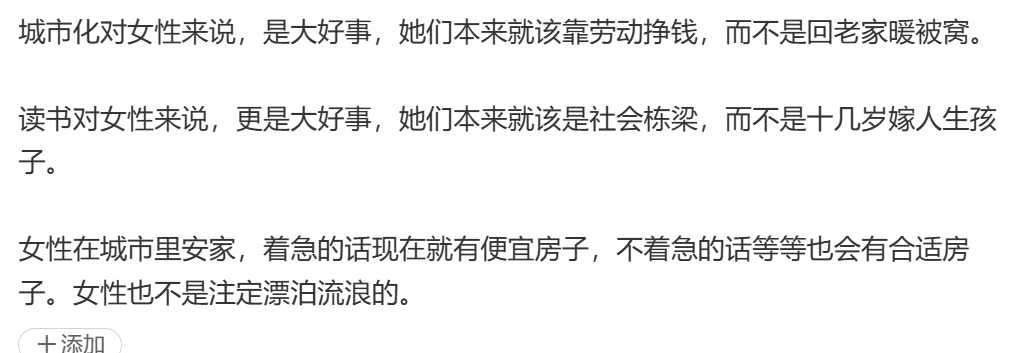 城市化对女性来说，是大好事，她们本来就该靠劳动挣钱，而不是回老家暖被窝。
读书对女性来说，更是大好事，她们本来就该是社会栋梁，而不是十几岁嫁人生孩
子。
女性在城市里安家，着急的话现在就有便宜房子，不着急的话等等也会有合适房
子。女性也不是注定漂泊流浪的。
＋添加